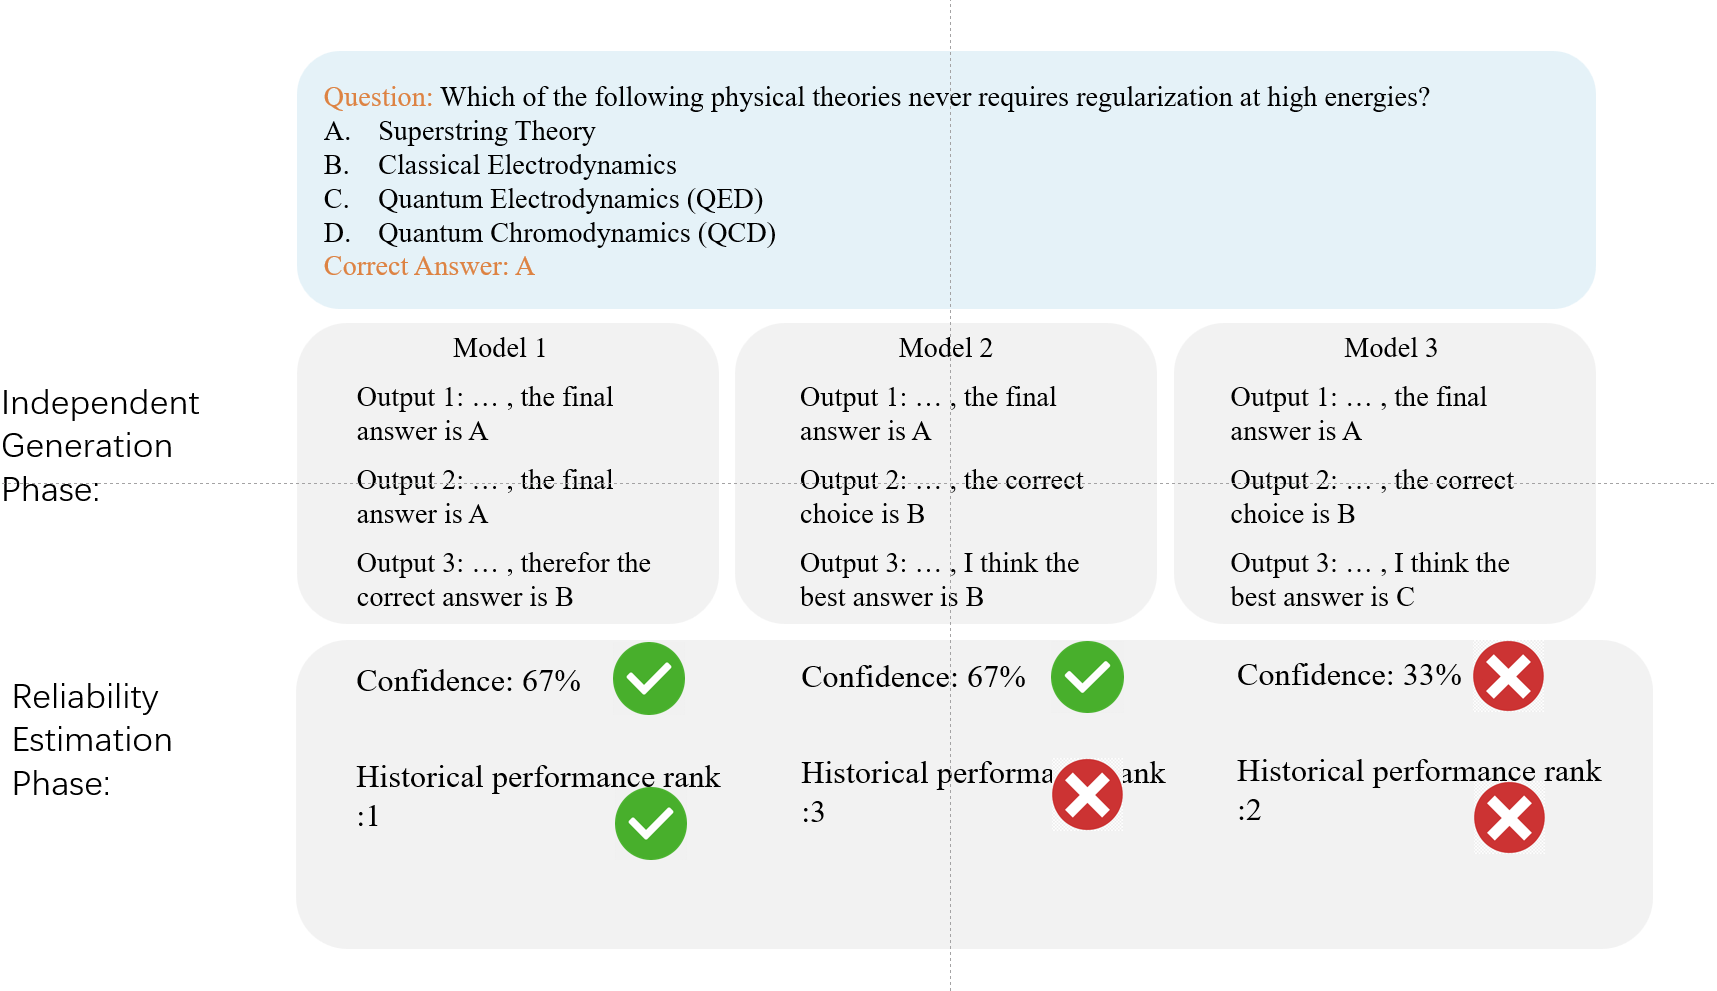 Question: Which of the following physical theories never requires regularization at high energies?
A. Superstring Theory
B. Classical Electrodynamics
C. Quantum Electrodynamics (QED)
D. Quantum Chromodynamics (QCD)
Correct Answer: A
Independent
Generation
Phase:
Model 1
Output 1: … , the final
answer is A
Output 2: … , the final
answer is A
Output 3: … , therefor the
correct answer is B
Model 2
Output 1: … , the final
answer is A
Output 2: … , the correct
choice is B
Output 3: … , I think the
best answer is B
Model 3
Output 1: … , the final
answer is A
Output 2: … , the correct
choice is B
Output 3: … , I think the
best answer is C
Reliability
Estimation
Phase:
Confidence: 67%
Historical performance rank
:1
Confidence: 67%
Historical performa ank
:3
Confidence: 33%
Historical performance rank
:2